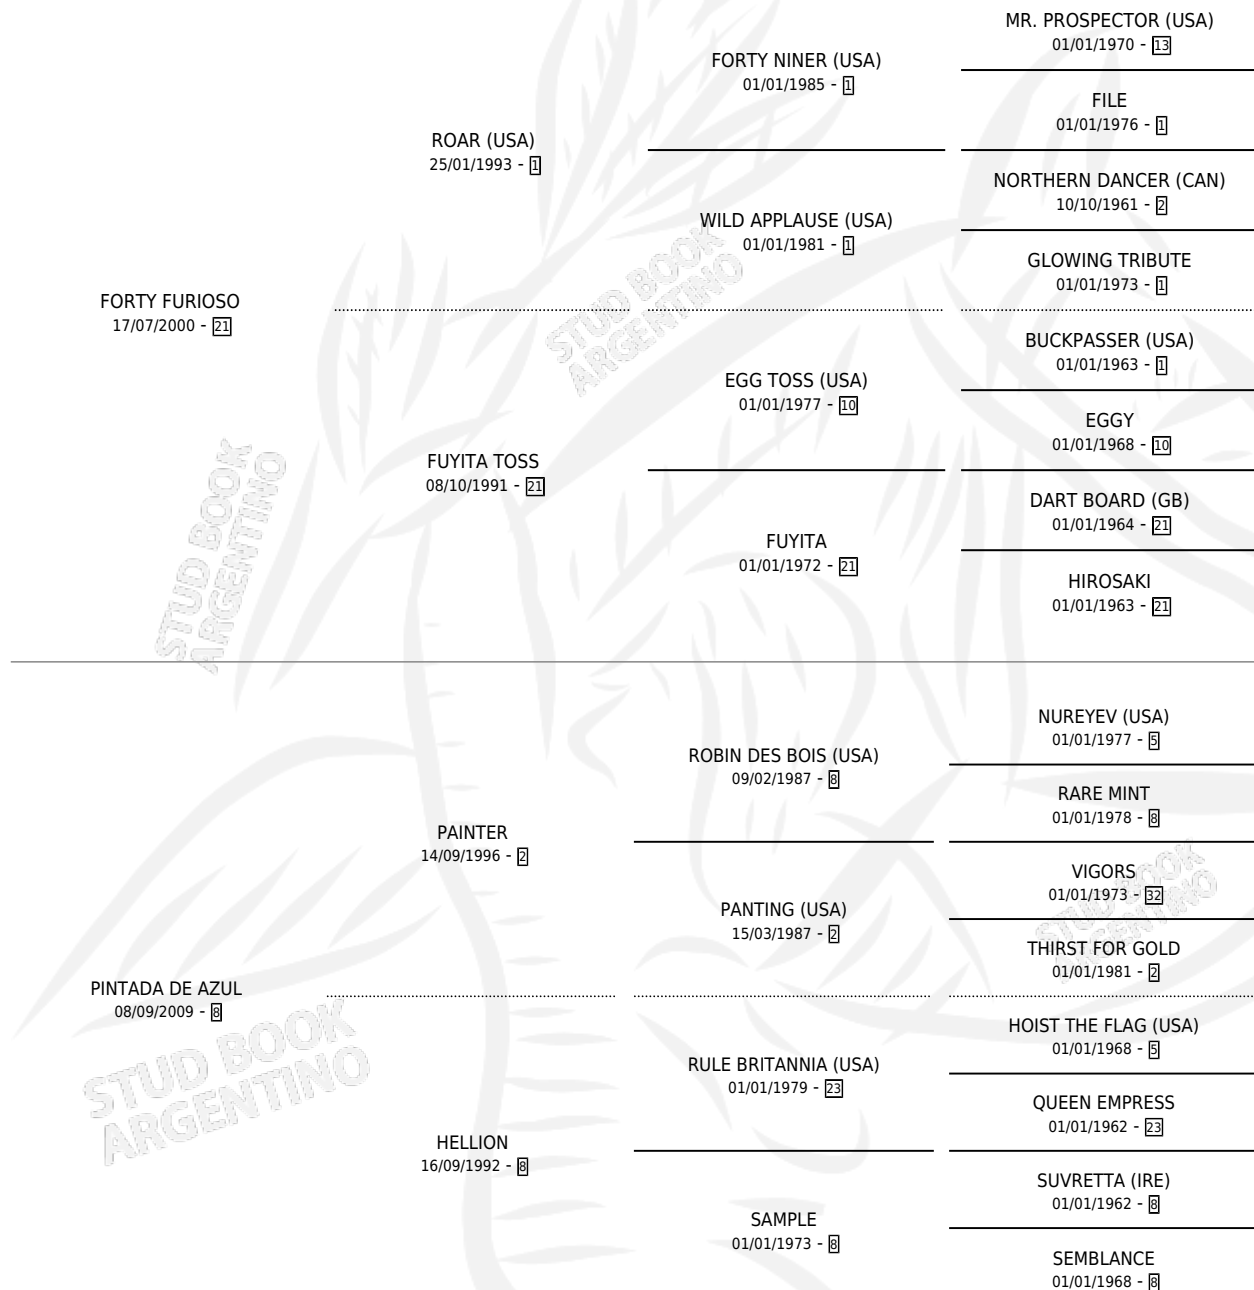 MR. PROSPECTOR (USA)
01/01/1970 - 13
FORTY NINER (USA)
01/01/1985 - 1
FILE
01/01/1976 - 1
ROAR (USA)
25/01/1993 - 1
NORTHERN DANCER (CAN)
10/10/1961 - 2
WILD APPLAUSE (USA)
01/01/1981 - 1
GLOWING TRIBUTE
01/01/1973 - 1
FORTY FURIOSO
17/07/2000 - 21
BUCKPASSER (USA)
01/01/1963 - 1
EGG TOSS (USA)
01/01/1977 - 10
EGGY
01/01/1968 - 10
FUYITA TOSS
08/10/1991 - 21
DART BOARD (GB)
01/01/1964 - 21
FUYITA
01/01/1972 - 21
HIROSAKI
01/01/1963 - 21
NUREYEV (USA)
01/01/1977 - 5
ROBIN DES BOIS (USA)
09/02/1987 - 8
RARE MINT
01/01/1978 - 8
PAINTER
14/09/1996 - 2
VIGORS
01/01/1973 - 32
PANTING (USA)
15/03/1987 - 2
THIRST FOR GOLD
01/01/1981 - 2
PINTADA DE AZUL
08/09/2009 - 8
HOIST THE FLAG (USA)
01/01/1968 - 5
RULE BRITANNIA (USA)
01/01/1979 - 23
QUEEN EMPRESS
01/01/1962 - 23
HELLION
16/09/1992 - 8
SUVRETTA (IRE)
01/01/1962 - 8
SAMPLE
01/01/1973 - 8
SEMBLANCE
01/01/1968 - 8
STUD BOOK
ARGENTINO
STUD BOOK
ARGENTINO
STUD BOOK
ARGENTINO
STUD BOOK
ARGENTINO